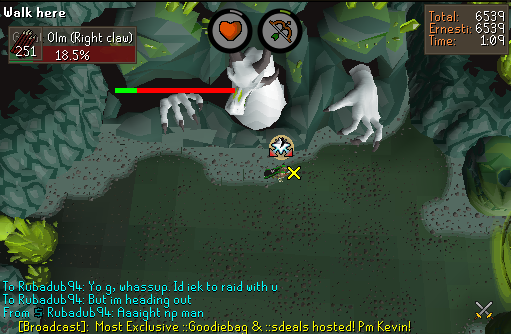 Walk here
Olm (Right claw)
251
18.5%
Total: 6539
Ernesti: 6539
Time: 1:09
To Rubadub94: Yo g, whassup. Id iek to raid with u
To Rubadub94: But im heading out
From S Rubadub94: Aaaight np man
[Broadcast]: Most Exclusive ::Goodiebag & ::sdeals hosted! Pm Kevin!